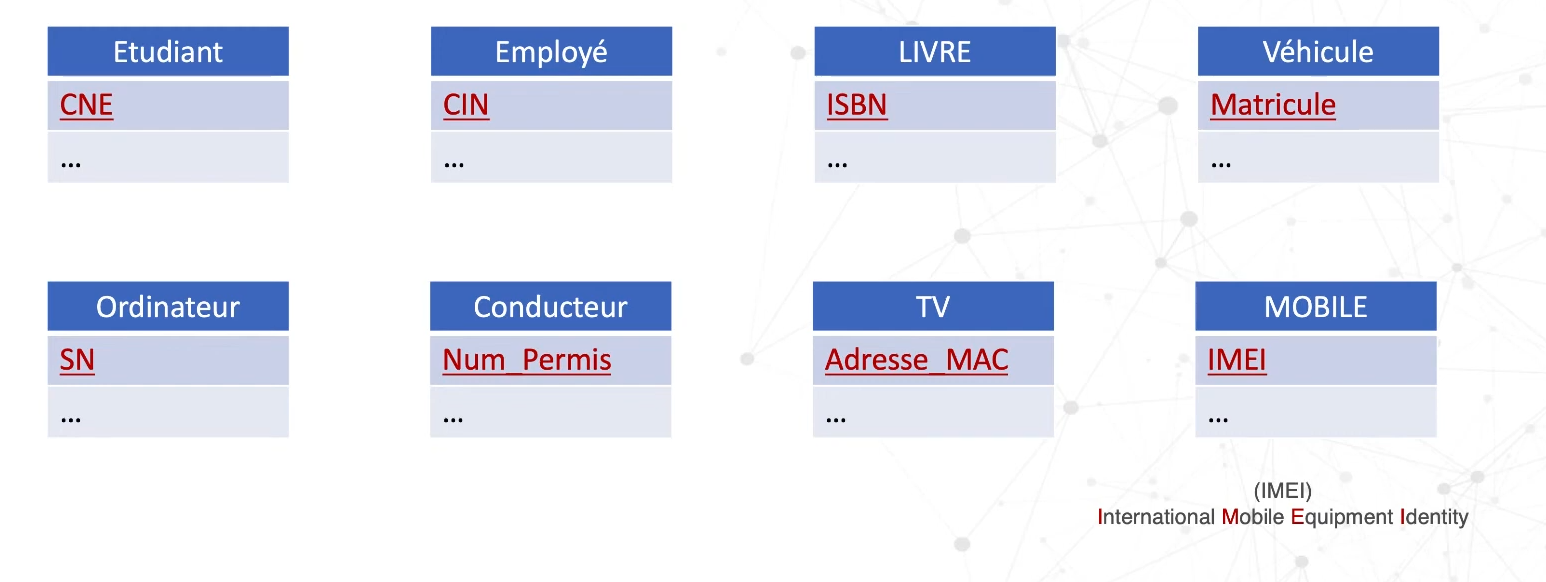 Etudiant
CNE
...
Employé
CIN
...
LIVRE
ISBN
...
Véhicule
Matricule
...
Ordinateur
SN
...
Conducteur
Num_Permis
...
TV
Adresse_MAC
...
MOBILE
IMEI
...
(IMEI)
International Mobile Equipment Identity